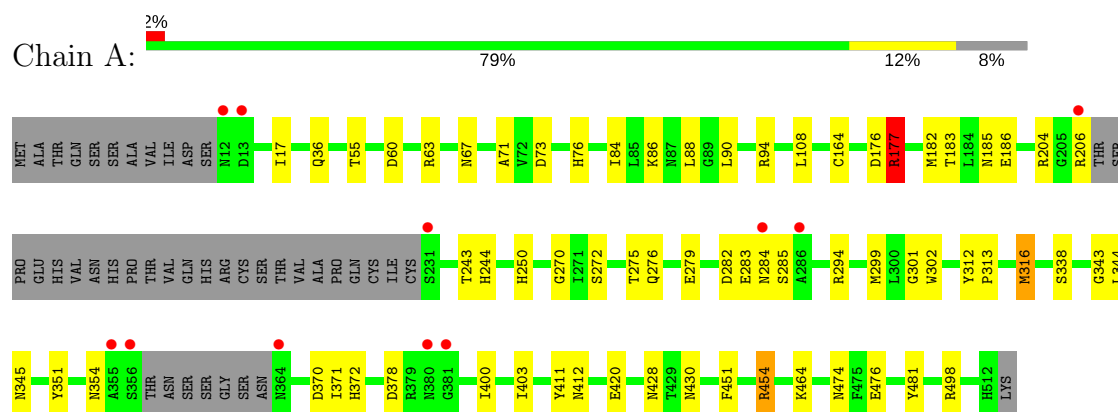 2%
Chain A:
79% 12% 8%
MET ALA THR GLN SER SER ALA VAL ILE ASP SER N12 D13 I17 Q36 T55 D60 R63 N67 A71 V72 D73 H76 I84 L85 K86 N87 L88 G89 L90 R94 L108 C164 D176 R177 M182 T183 L184 N185 E186 R204 G205 R206 THR SER
PRO GLU HIS VAL ASN HIS PRO THR VAL GLN HIS ARG CYS SER THR VAL ALA PRO GLN CYS ILE CYS S231 T243 H244 H250 G270 I271 S272 T275 Q276 E279 D282 E283 N284 S285 A286 R294 M299 L300 G301 W302 Y312 P313 M316 S338 G343 L344
N345 Y351 N354 A355 S356 THR ASN SER SER GLY SER ASN N364 D370 I371 H372 D378 R379 N380 G381 I400 I403 Y411 N412 E420 N428 T429 N430 F451 R454 K464 N474 F475 E476 Y481 R498 H512 LYS